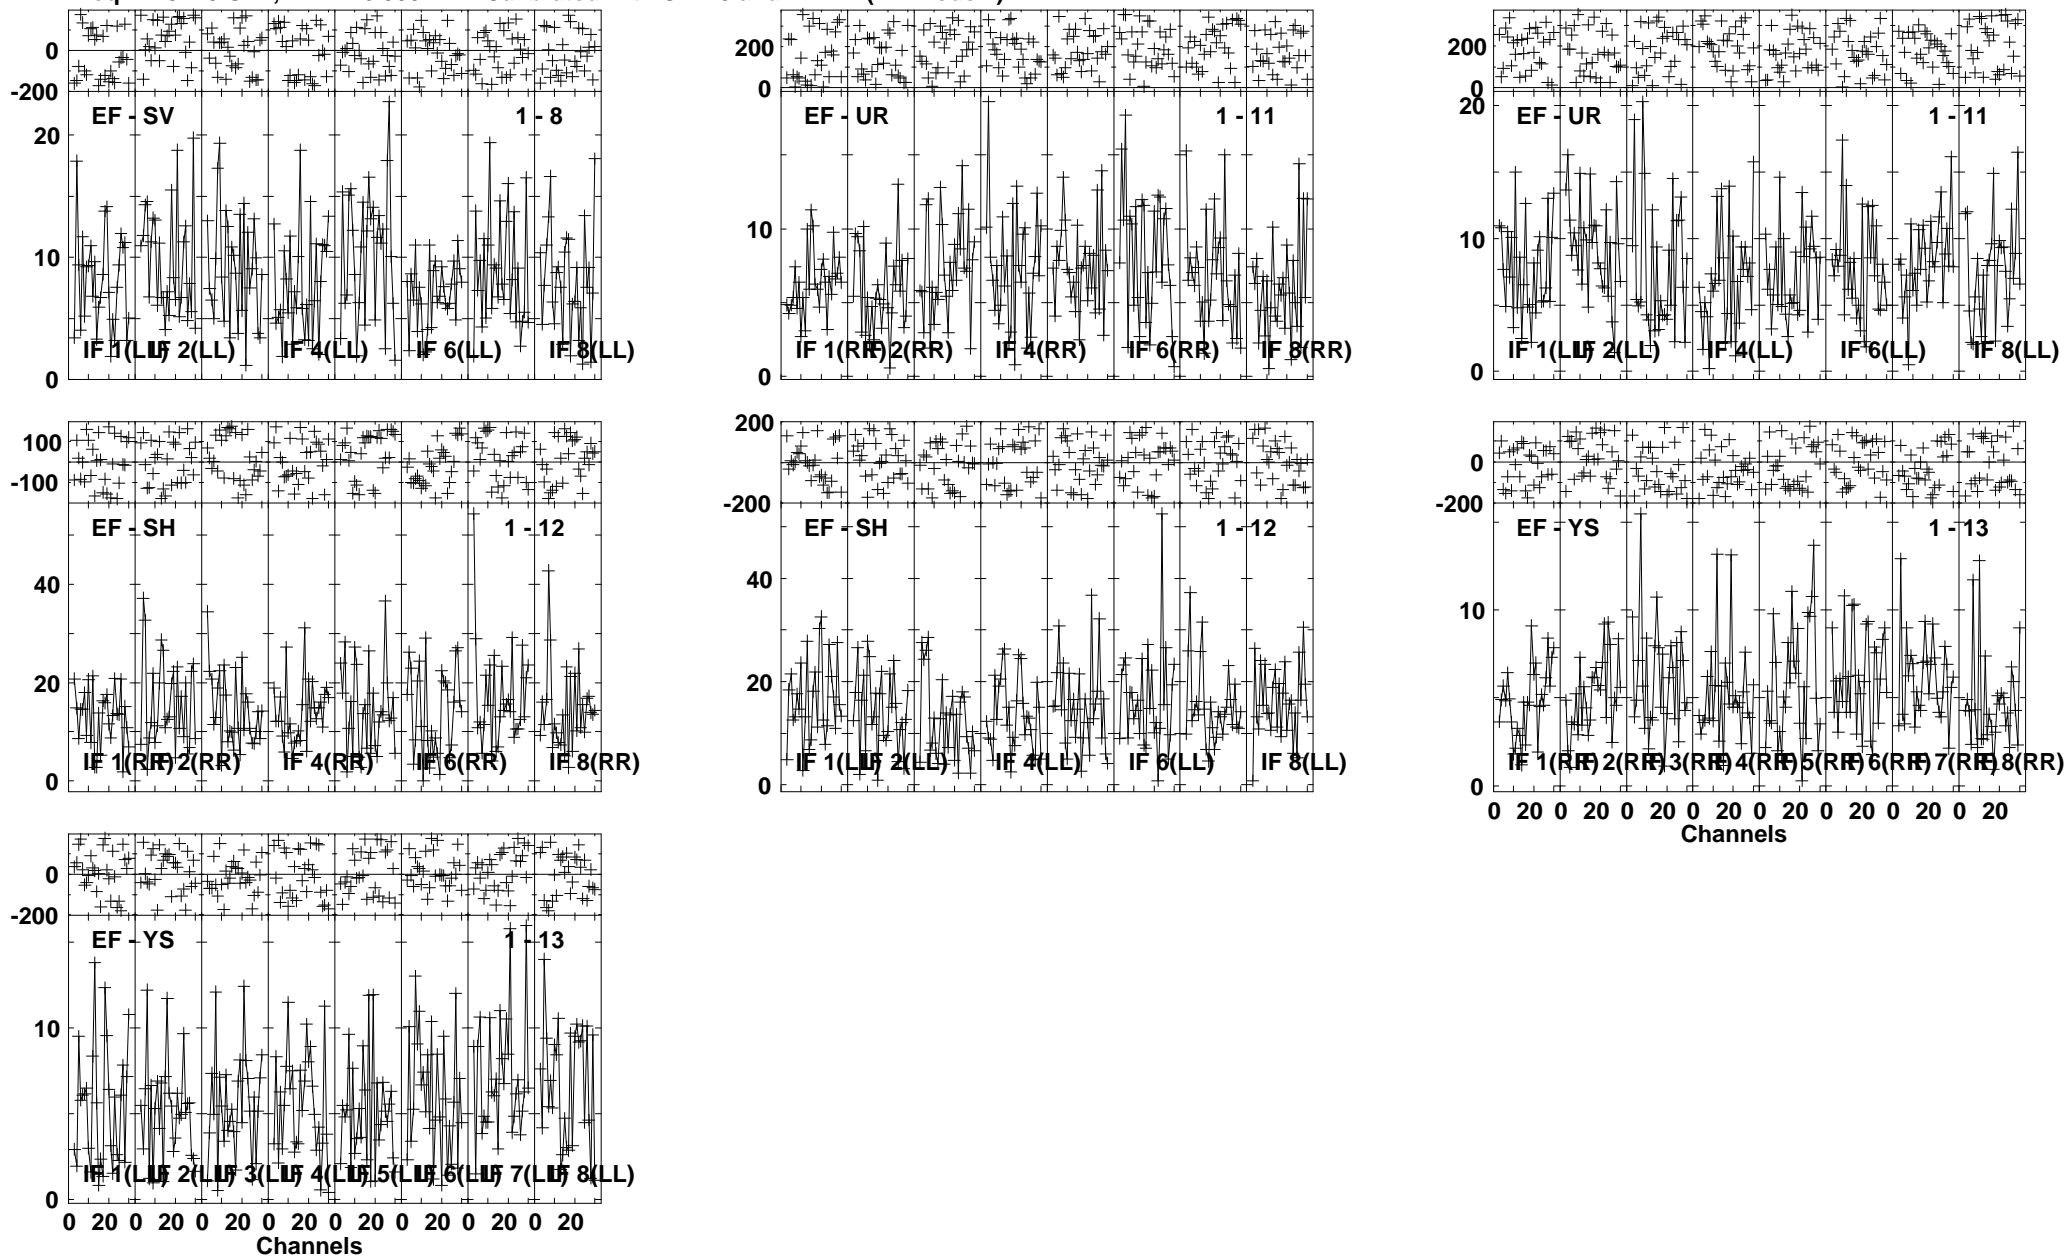 0
-200
EF - SV
1 - 8
20
10
0
IF 1(LL)
IF 2(LL)
IF 4(LL)
IF 6(LL)
IF 8(LL)
200
0
EF - UR
1 - 11
10
0
IF 1(RR)
IF 2(RR)
IF 4(RR)
IF 6(RR)
IF 8(RR)
200
0
20
EF - UR
1 - 11
10
0
IF 1(LL)
IF 2(LL)
IF 4(LL)
IF 6(LL)
IF 8(LL)
100
-100
EF - SH
1 - 12
40
20
0
IF 1(RR)
IF 2(RR)
IF 4(RR)
IF 6(RR)
IF 8(RR)
200
0
-200
EF - SH
1 - 12
40
20
0
IF 1(LL)
IF 2(LL)
IF 4(LL)
IF 6(LL)
IF 8(LL)
0
-200
EF - YS
1 - 13
10
0
IF 1(RR)
IF 2(RR)
IF 3(RR)
IF 4(RR)
IF 5(RR)
IF 6(RR)
IF 7(RR)
IF 8(RR)
0 20 0 20 0 20 0 20 0 20 0 20 0 20 0 20
Channels
0
-200
EF - YS
1 - 13
10
0
IF 1(LL)
IF 2(LL)
IF 3(LL)
IF 4(LL)
IF 5(LL)
IF 6(LL)
IF 7(LL)
IF 8(LL)
0 20 0 20 0 20 0 20 0 20 0 20 0 20 0 20
Channels